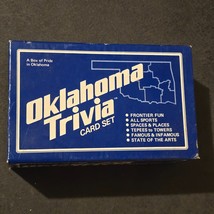 A Box of Pride
in Oklahoma
Oklahoma
Trivia™
CARD SET
• FRONTIER FUN
• ALL SPORTS
• SPACES & PLACES
• TEPEES to TOWERS
• FAMOUS & INFAMOUS
• STATE OF THE ARTS